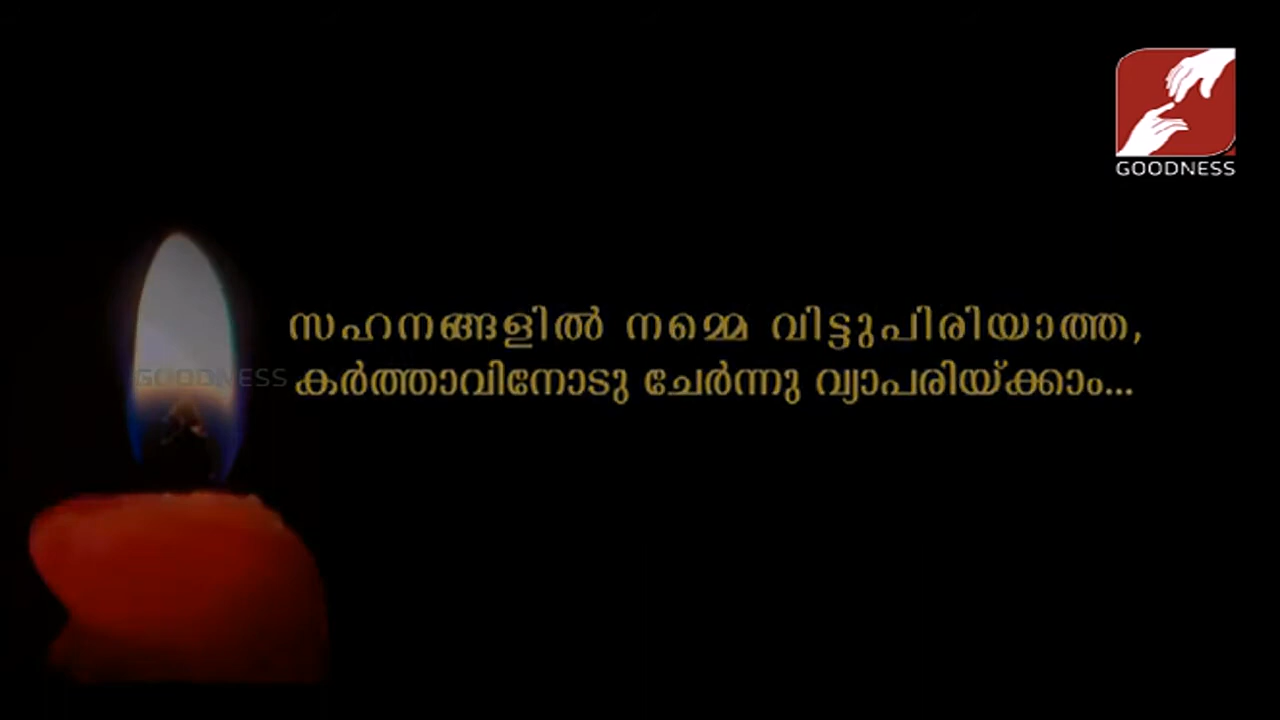 GOODNESS
സഹനങ്ങളിൽ നമ്മെ വിട്ടുപിരിയാത്ത,
GOODNESS
കർത്താവിനോടു ചേർന്നു വ്യാപരിയ്ക്കാം...